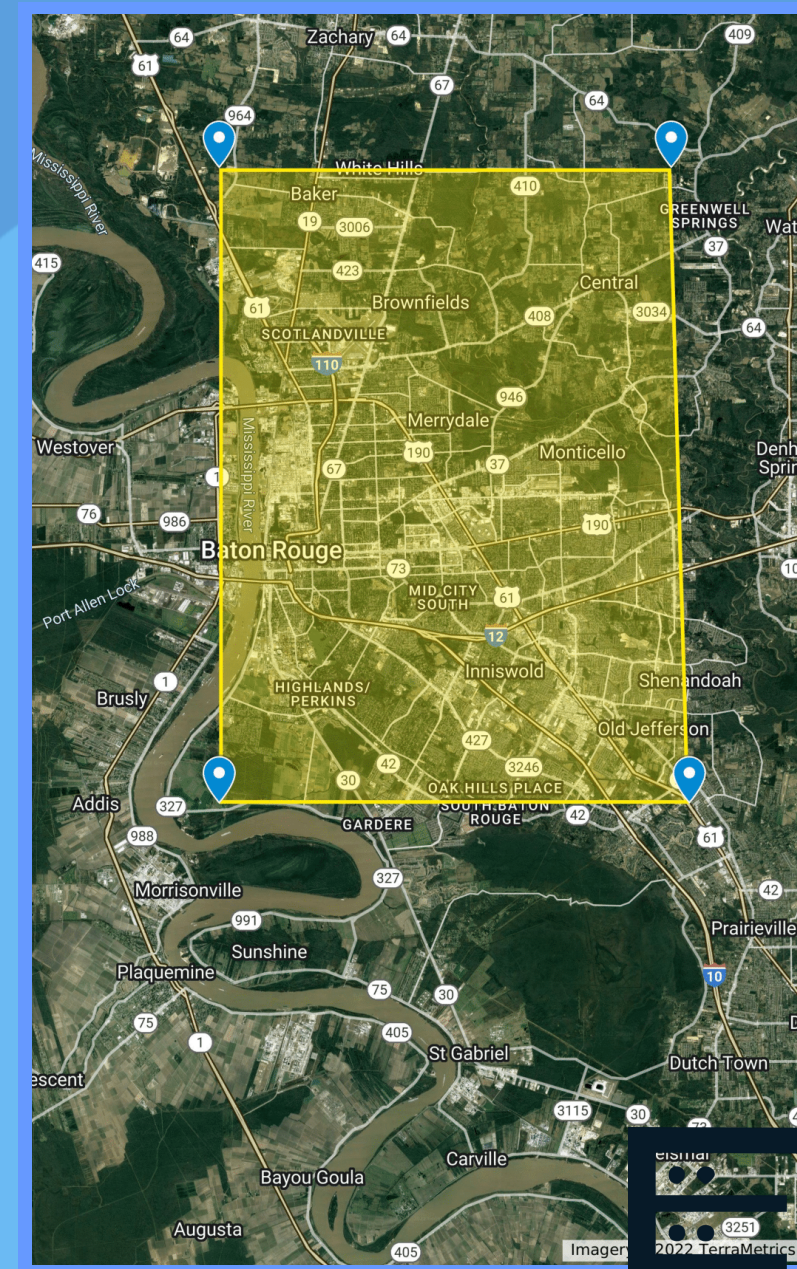 64
Zachary
64
409
61
67
64
964
Mississippi River
White Hills
410
Baker
GREENWELL
SPRINGS
19
3006
37
415
423
Central
61
Brownfields
408
3034
SCOTLANDVILLE
64
110
946
Merrydale
Westover
190
Monticello
Mississippi River
67
37
1
76
986
190
Baton Rouge
73
Port Allen Lock
MID CITY
SOUTH
61
12
Inniswold
1
Brusly
HIGHLANDS/
PERKINS
Shenandoah
Old Jefferson
427
42
3246
30
OAK HILLS PLACE
Addis
327
SOUTH BATON
ROUGE
42
GARDERE
988
61
327
Morrisonville
42
991
Prairieville
Sunshine
Plaquemine
10
75
30
75
405
1
St Gabriel
Dutch Town
escent
3115
30
73
Carville
Bayou Goula
Augusta
3251
405
Imagery
2022 TerraMetrics